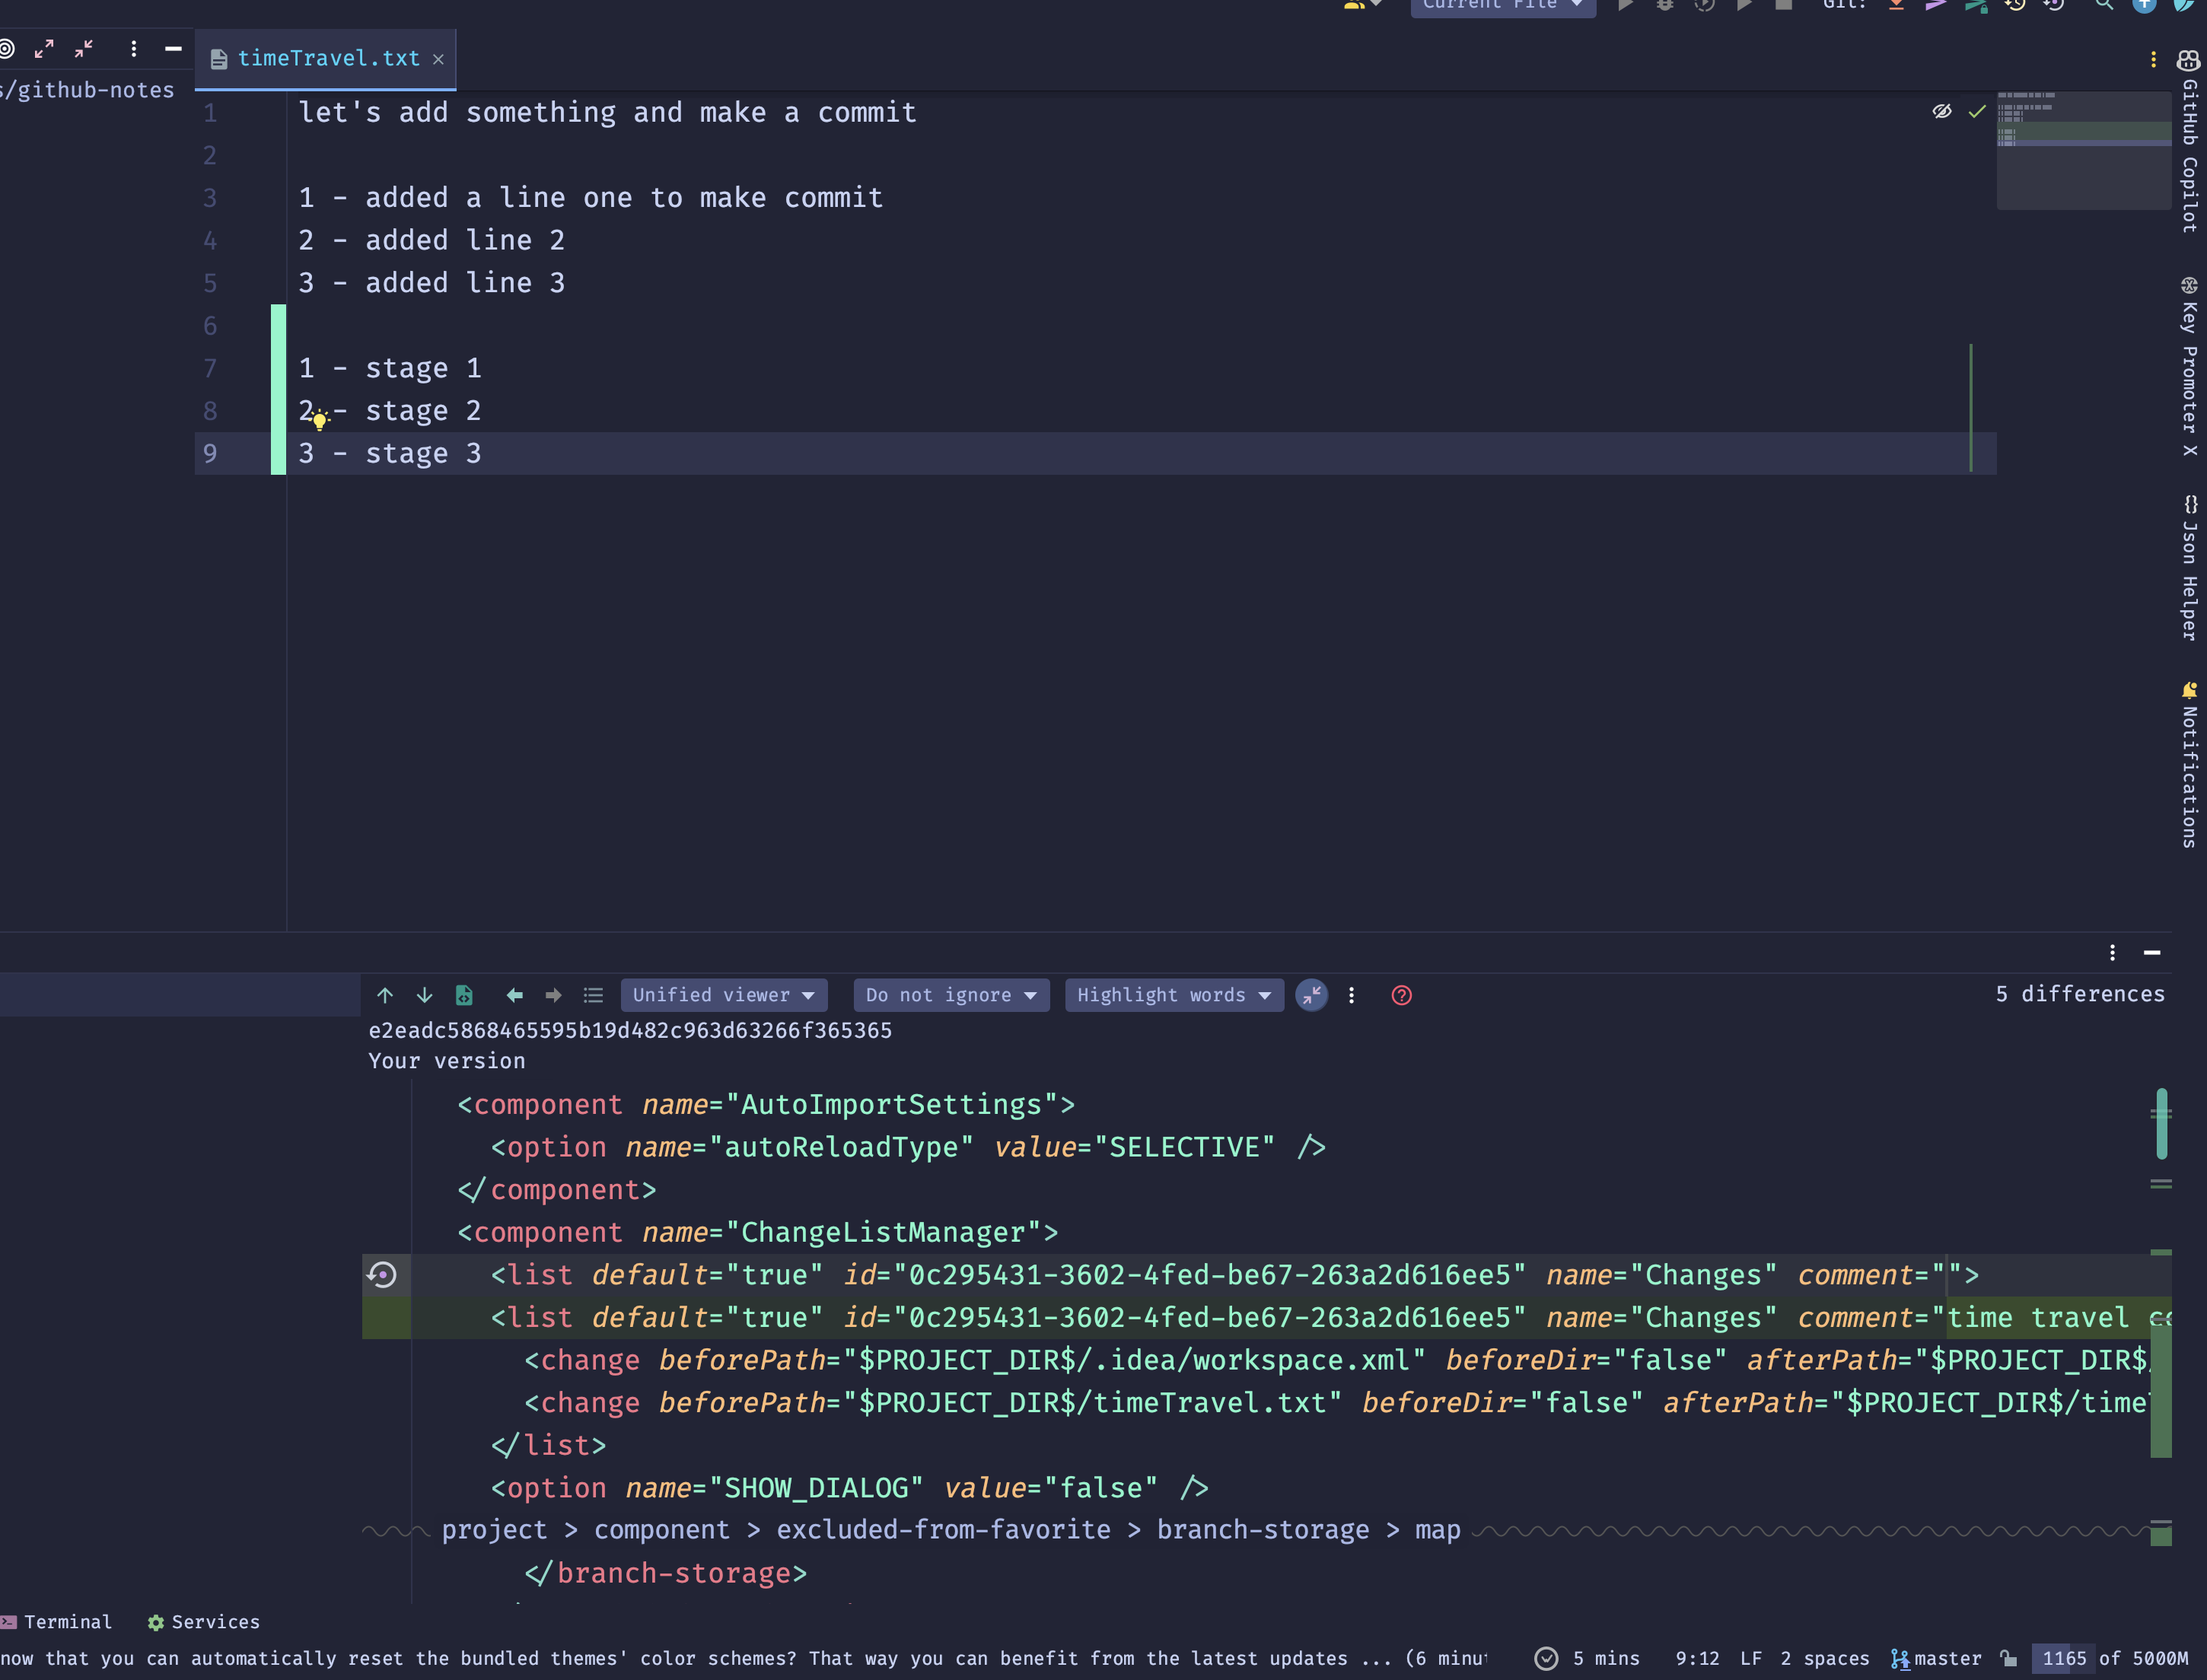 Current File
Git:
timeTravel.txt
/github-notes
1 let's add something and make a commit
2
3 1 - added a line one to make commit
4 2 - added line 2
5 3 - added line 3
6
7 1 - stage 1
8 2 - stage 2
9 3 - stage 3
GitHub Copilot
Key Promoter X
{} Json Helper
Notifications
Unified viewer
Do not ignore
Highlight words
5 differences
e2eadc5868465595b19d482c963d63266f365365
Your version
<component name="AutoImportSettings">
<option name="autoReloadType" value="SELECTIVE" />
</component>
<component name="ChangeListManager">
<list default="true" id="0c295431-3602-4fed-be67-263a2d616ee5" name="Changes" comment="">
<list default="true" id="0c295431-3602-4fed-be67-263a2d616ee5" name="Changes" comment="time travel
<change beforePath="$PROJECT_DIR$/.idea/workspace.xml" beforeDir="false" afterPath="$PROJECT_DIR$
<change beforePath="$PROJECT_DIR$/timeTravel.txt" beforeDir="false" afterPath="$PROJECT_DIR$/time
</list>
<option name="SHOW_DIALOG" value="false" />
project > component > excluded-from-favorite > branch-storage > map
</branch-storage>
Terminal
Services
now that you can automatically reset the bundled themes' color schemes? That way you can benefit from the latest updates ... (6 minu
5 mins
9:12
LF
2 spaces
master
1165 of 5000M